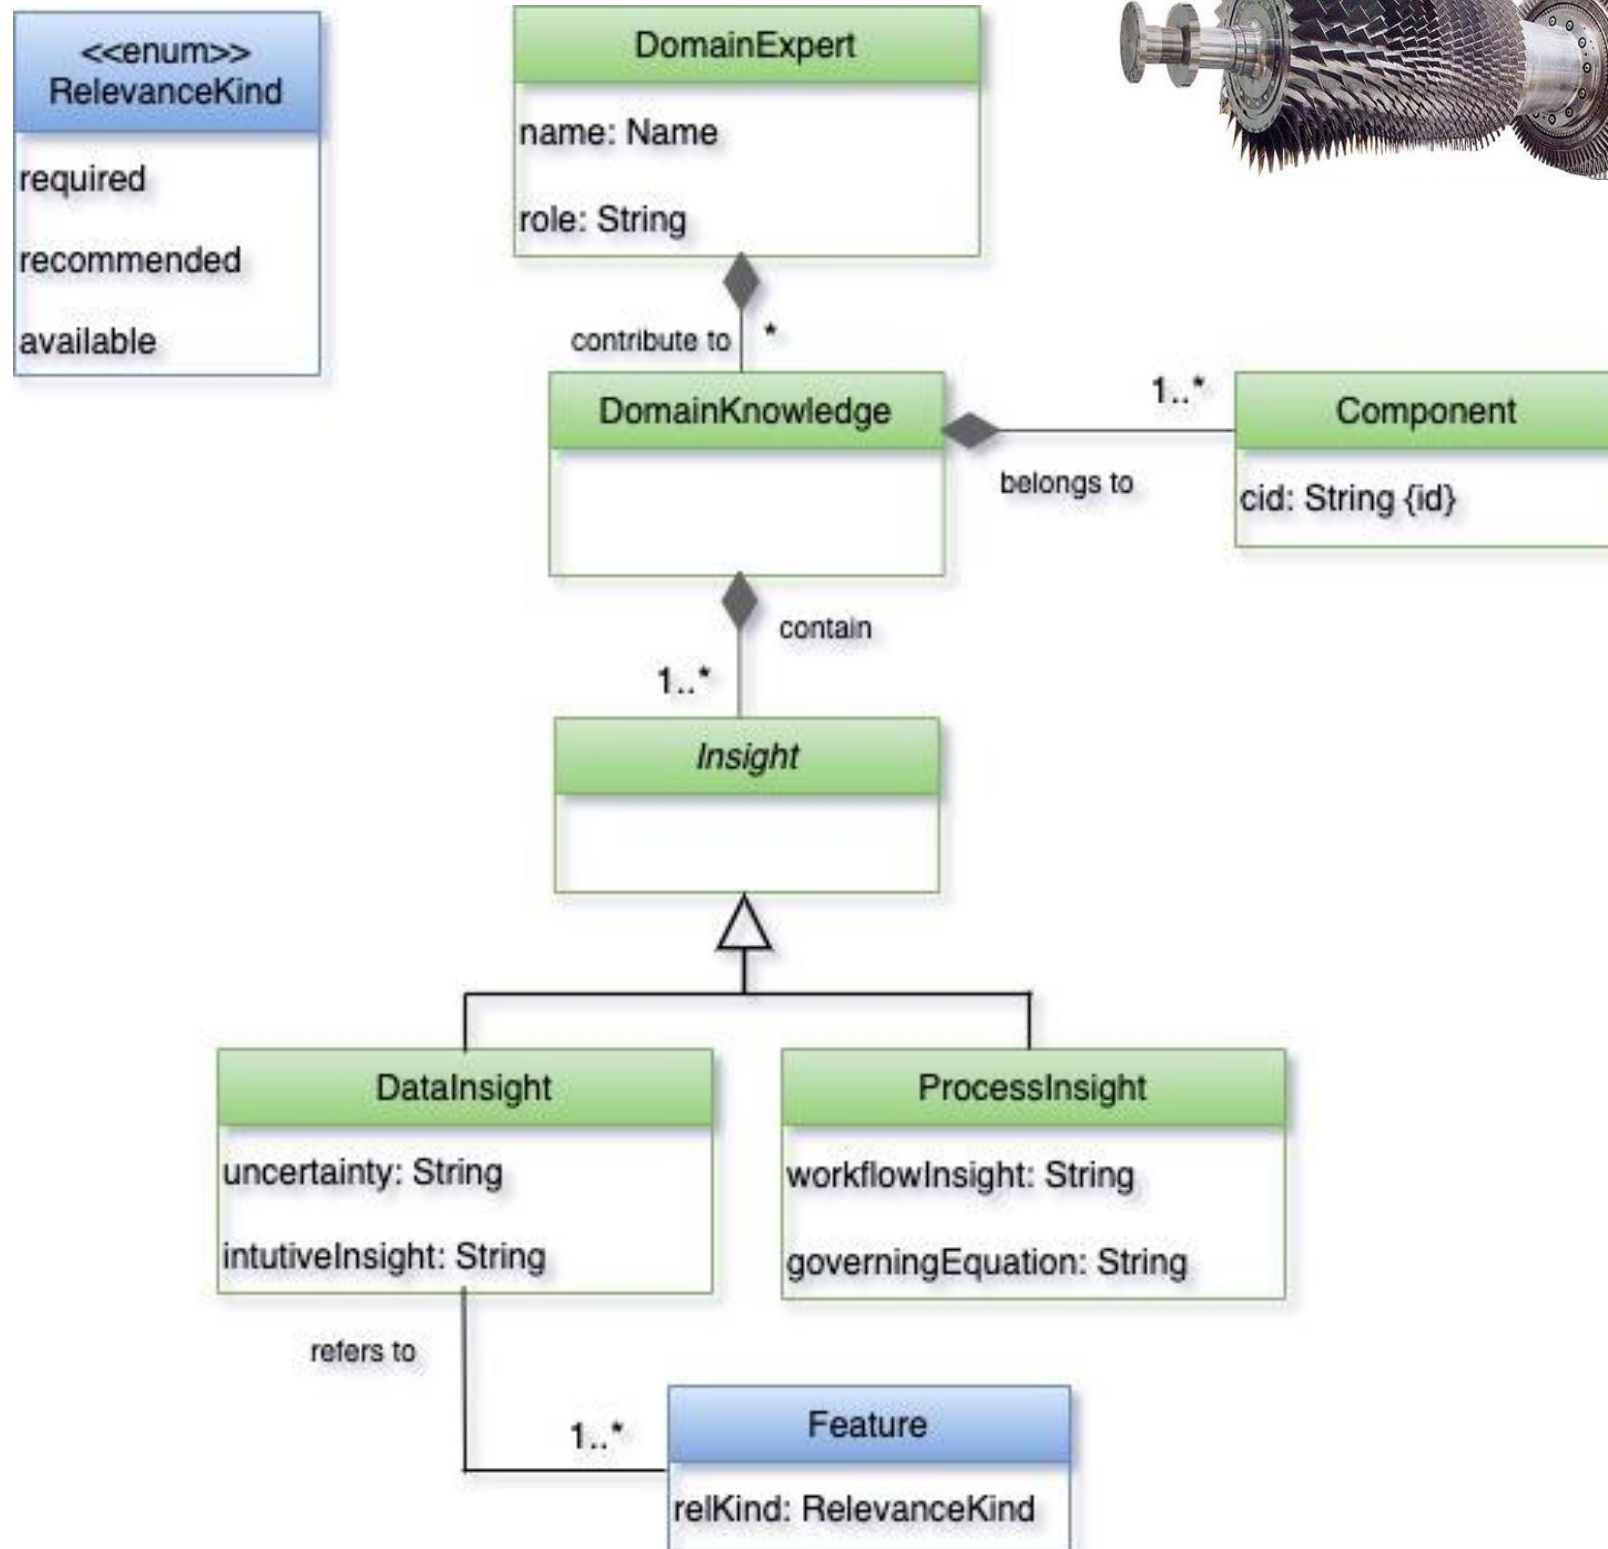 <<enum>>
RelevanceKind
required
recommended
available
DomainExpert
name: Name
role: String
contribute to
*
DomainKnowledge
1..*
belongs to
Component
cid: String {id}
contain
1..*
Insight
DataInsight
uncertainty: String
intutiveInsight: String
ProcessInsight
workflowInsight: String
governingEquation: String
refers to
1..*
Feature
relKind: RelevanceKind